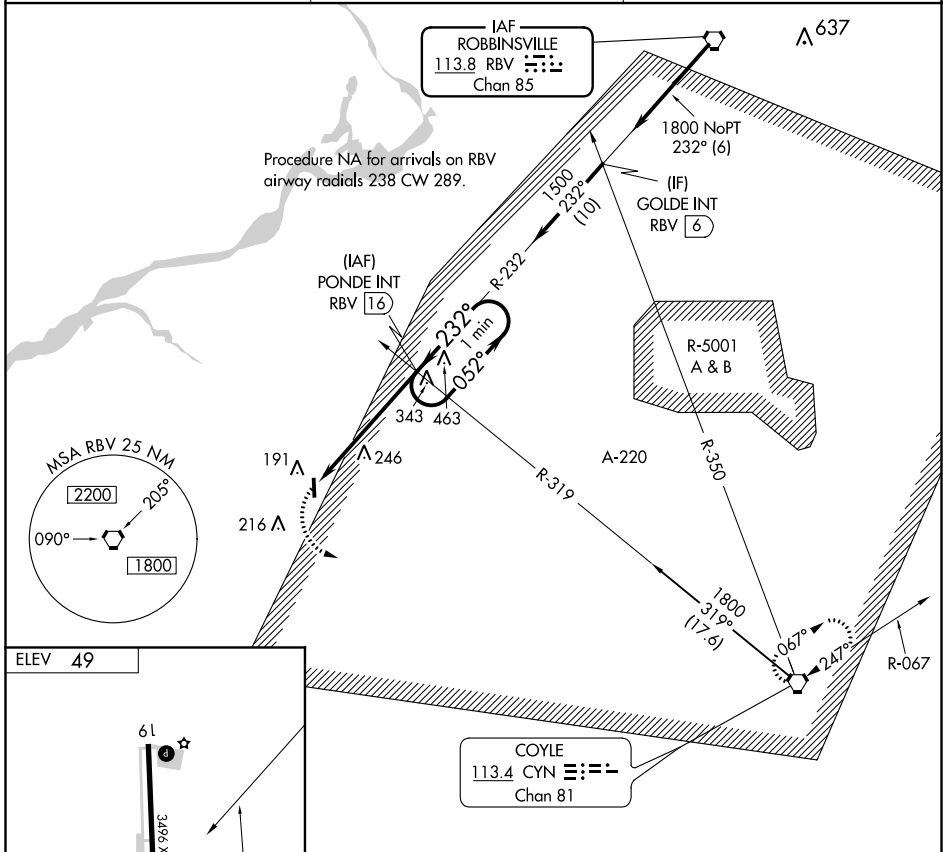 637
IAF
ROBBINSVILLE
113.8 RBV
Chan 85
1800 NoPT
232° (6)
Procedure NA for arrivals on RBV
airway radials 238 CW 289.
1500
232°
(10)
(IF)
GOLDE INT
RBV 6
R-232
(IAF)
PONDE INT
RBV 16
232°
1 min
052°
R-5001
A & B
343 463
R-350
MSA RBV 25 NM
2200
205°
090°
1800
191
246
A-220
R-319
216
1800
319°
(17.6)
067°
247°
R-067
ELEV 49
19
P
3496 X
COYLE
113.4 CYN
Chan 81